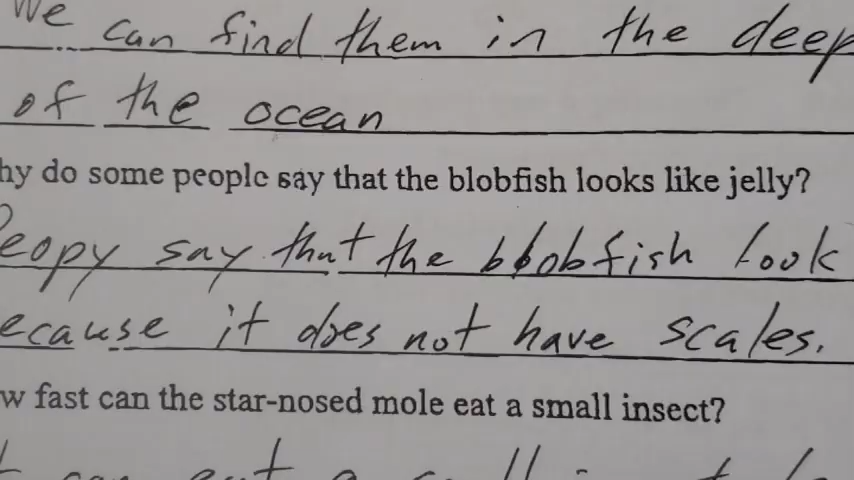 We can find them in the deep
of the ocean
hy do some people say that the blobfish looks like jelly?
eopy say that the blobfish look
ecause it does not have scales.
w fast can the star-nosed mole eat a small insect?
can eat a